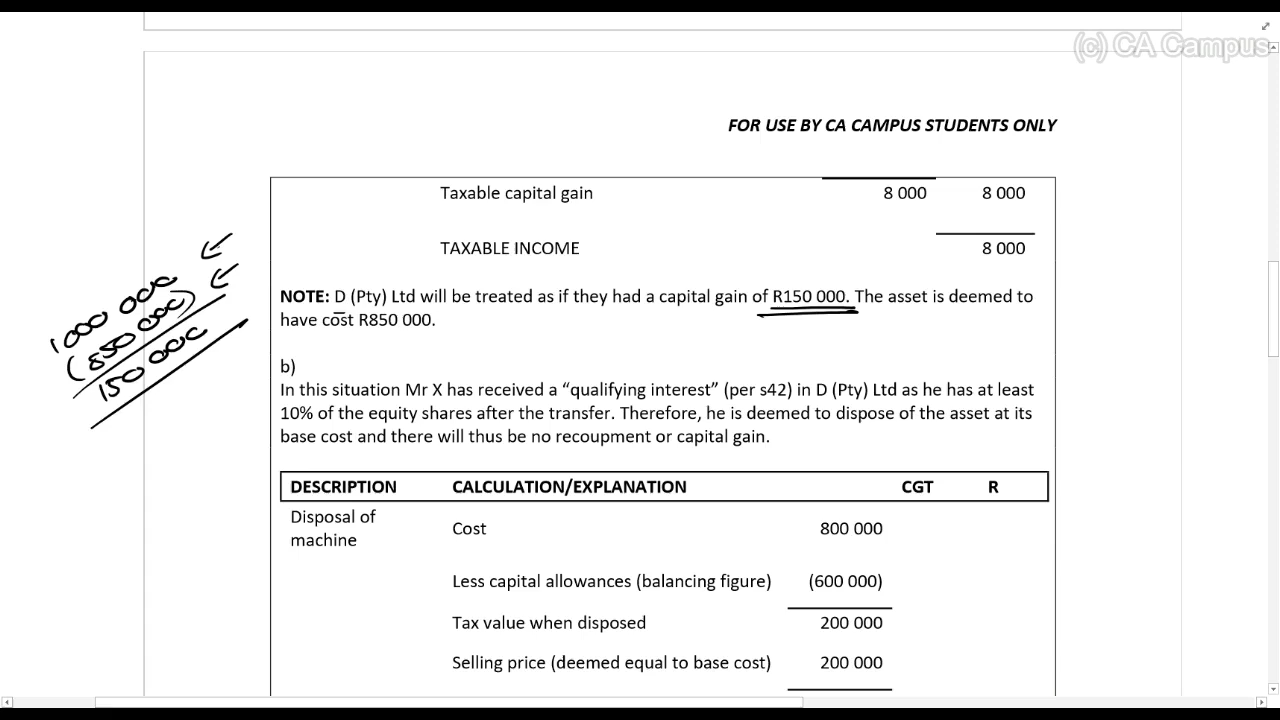 (c) CA Campus
FOR USE BY CA CAMPUS STUDENTS ONLY
Taxable capital gain 8 000 8 000
TAXABLE INCOME 8 000
1000 000
(850 000)
150 000
NOTE: D (Pty) Ltd will be treated as if they had a capital gain of R150 000. The asset is deemed to
have cost R850 000.
b)
In this situation Mr X has received a “qualifying interest” (per s42) in D (Pty) Ltd as he has at least
10% of the equity shares after the transfer. Therefore, he is deemed to dispose of the asset at its
base cost and there will thus be no recoupment or capital gain.
DESCRIPTION CALCULATION/EXPLANATION CGT R
Disposal of
machine
Cost 800 000
Less capital allowances (balancing figure) (600 000)
Tax value when disposed 200 000
Selling price (deemed equal to base cost) 200 000